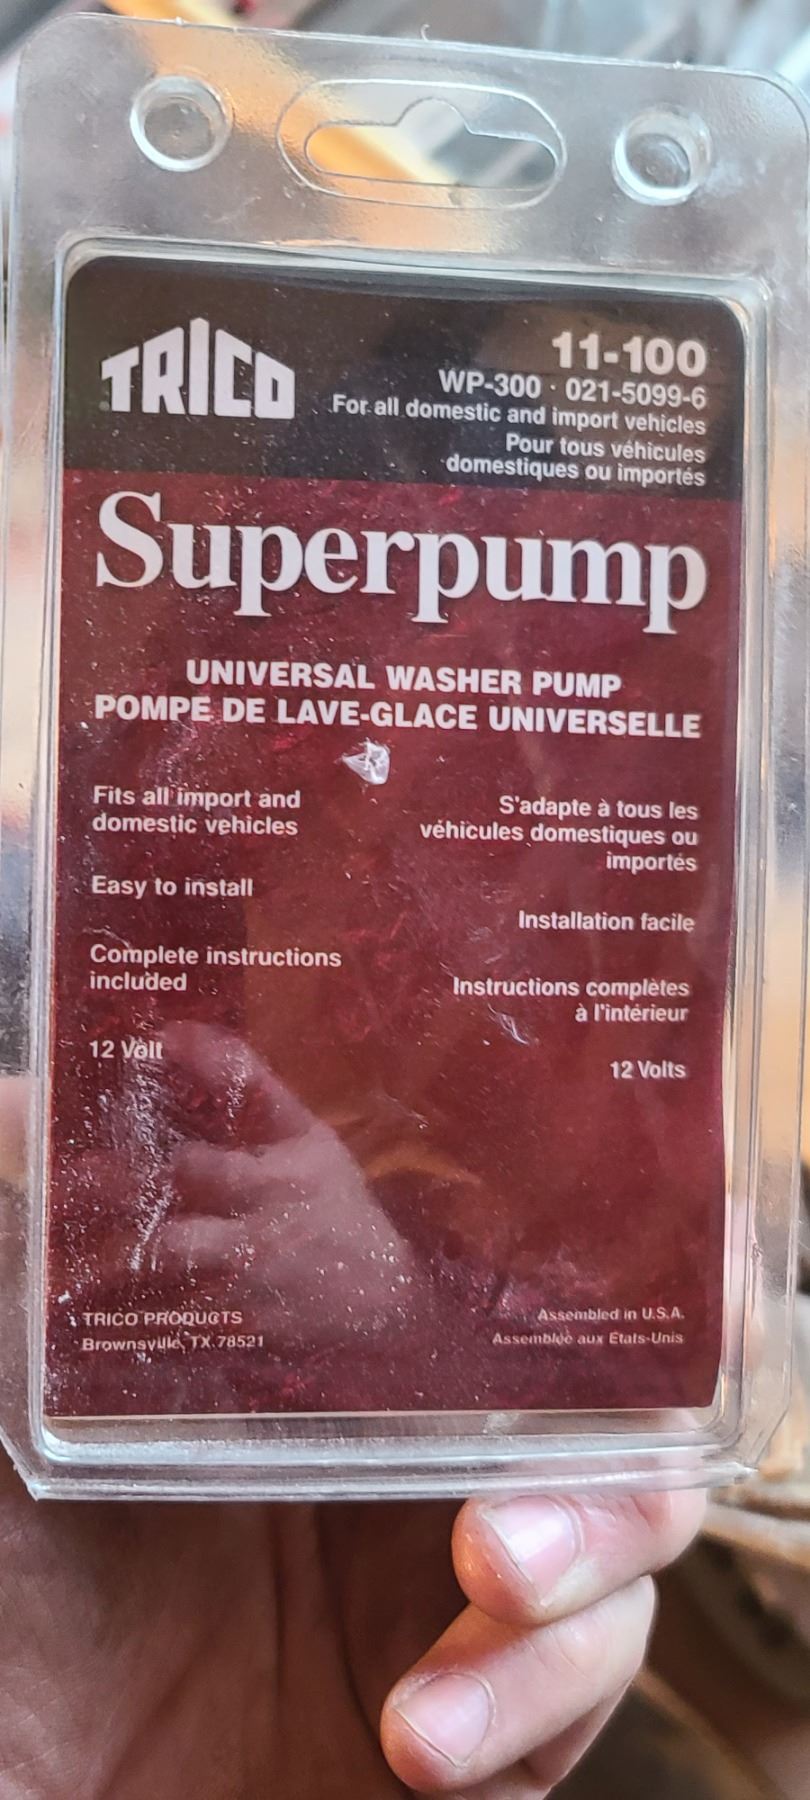 TRICO
11-100
WP-300 · 021-5099-6
For all domestic and import vehicles
Pour tous véhicules
domestiques ou importés
Superpump
UNIVERSAL WASHER PUMP
POMPE DE LAVE-GLACE UNIVERSELLE
Fits all import and
domestic vehicles
Easy to install
Complete instructions
included
12 Volt
S'adapte à tous les
véhicules domestiques ou
importés
Installation facile
Instructions complètes
à l'intérieur
12 Volts
TRICO PRODUCTS
Brownsville, TX 78521
Assembled in U.S.A.
Assemblée aux États-Unis